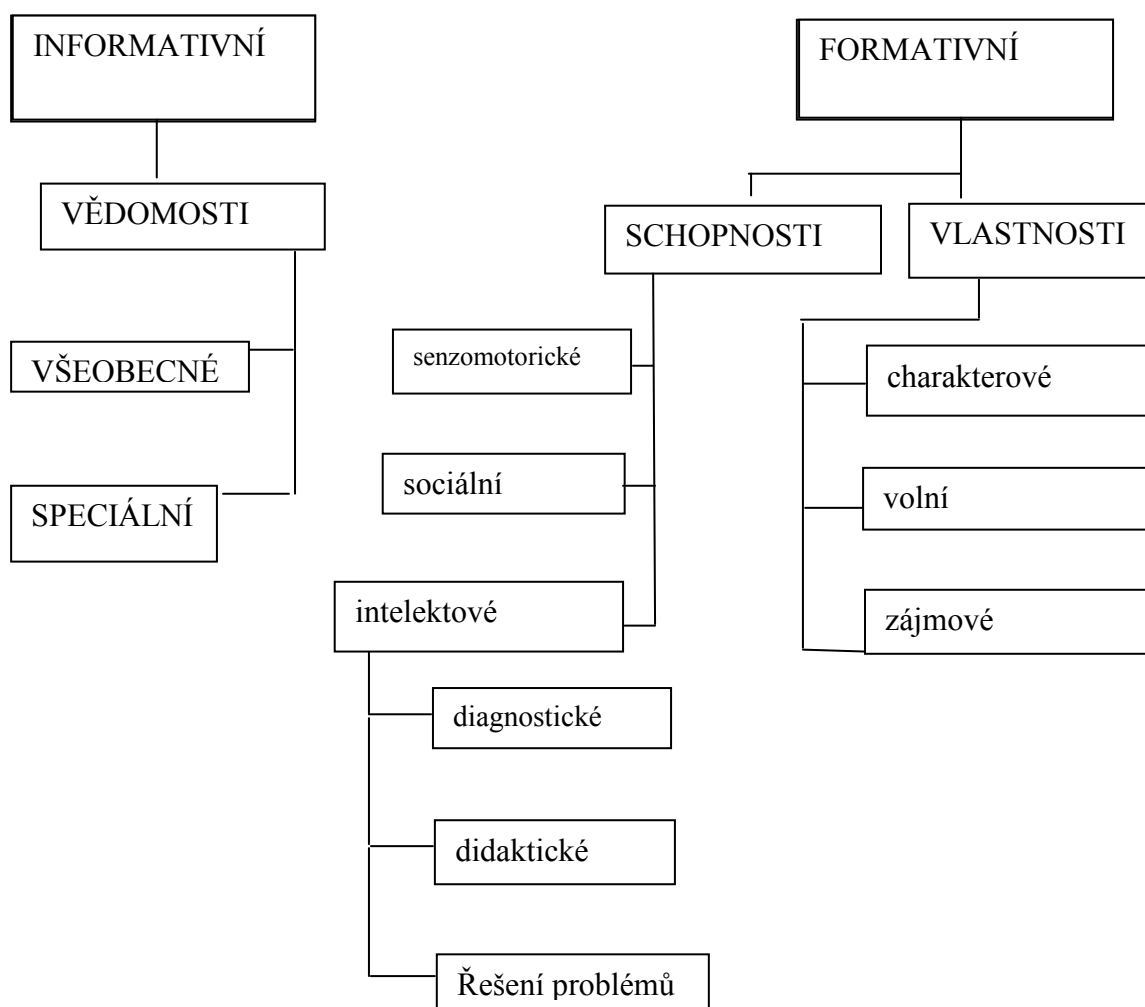 INFORMATIVNÍ
FORMATIVNÍ
VĚDOMOSTI
SCHOPNOSTI
VLASTNOSTI
VŠEOBECNÉ
senzomotorické
charakterové
SPECIÁLNÍ
sociální
volní
intelektové
zájmové
diagnostické
didaktické
Řešení problémů